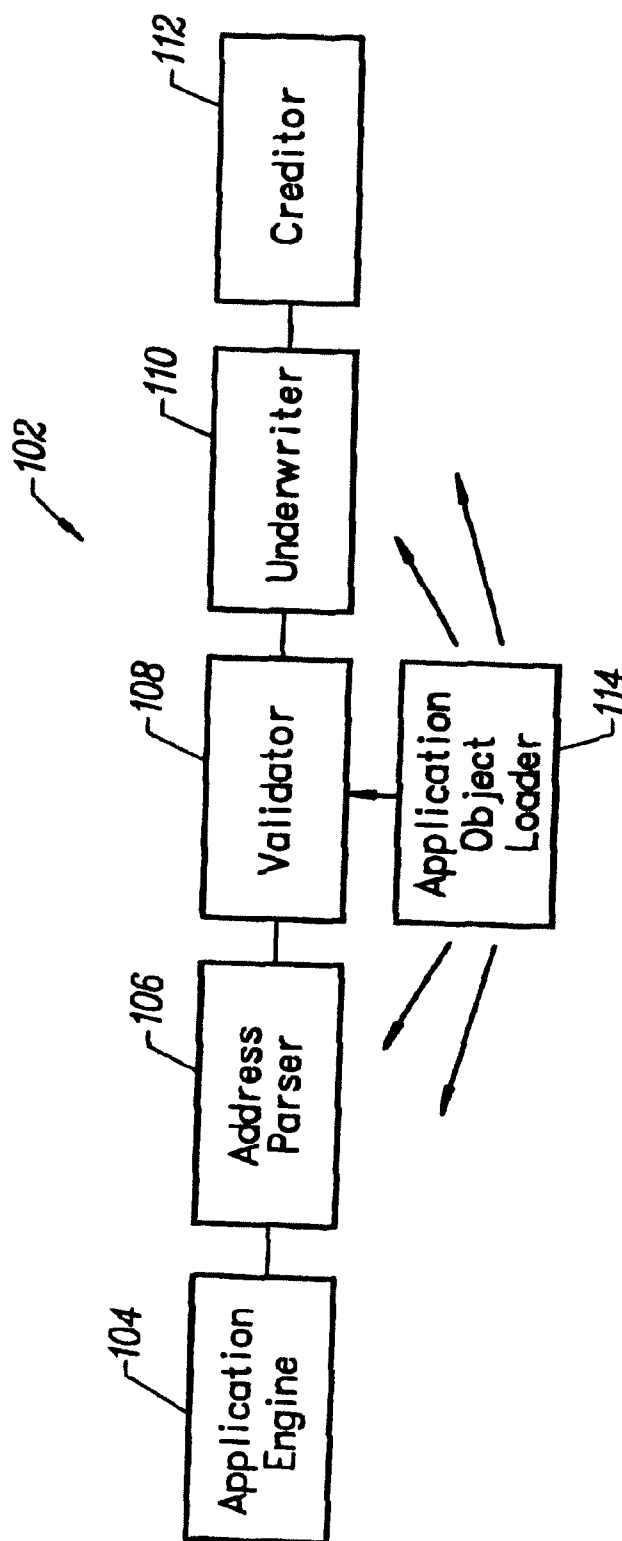 102
104
Application
Engine
106
Address
Parser
108
Validator
110
Underwriter
112
Creditor
Application
Object
Loader
114